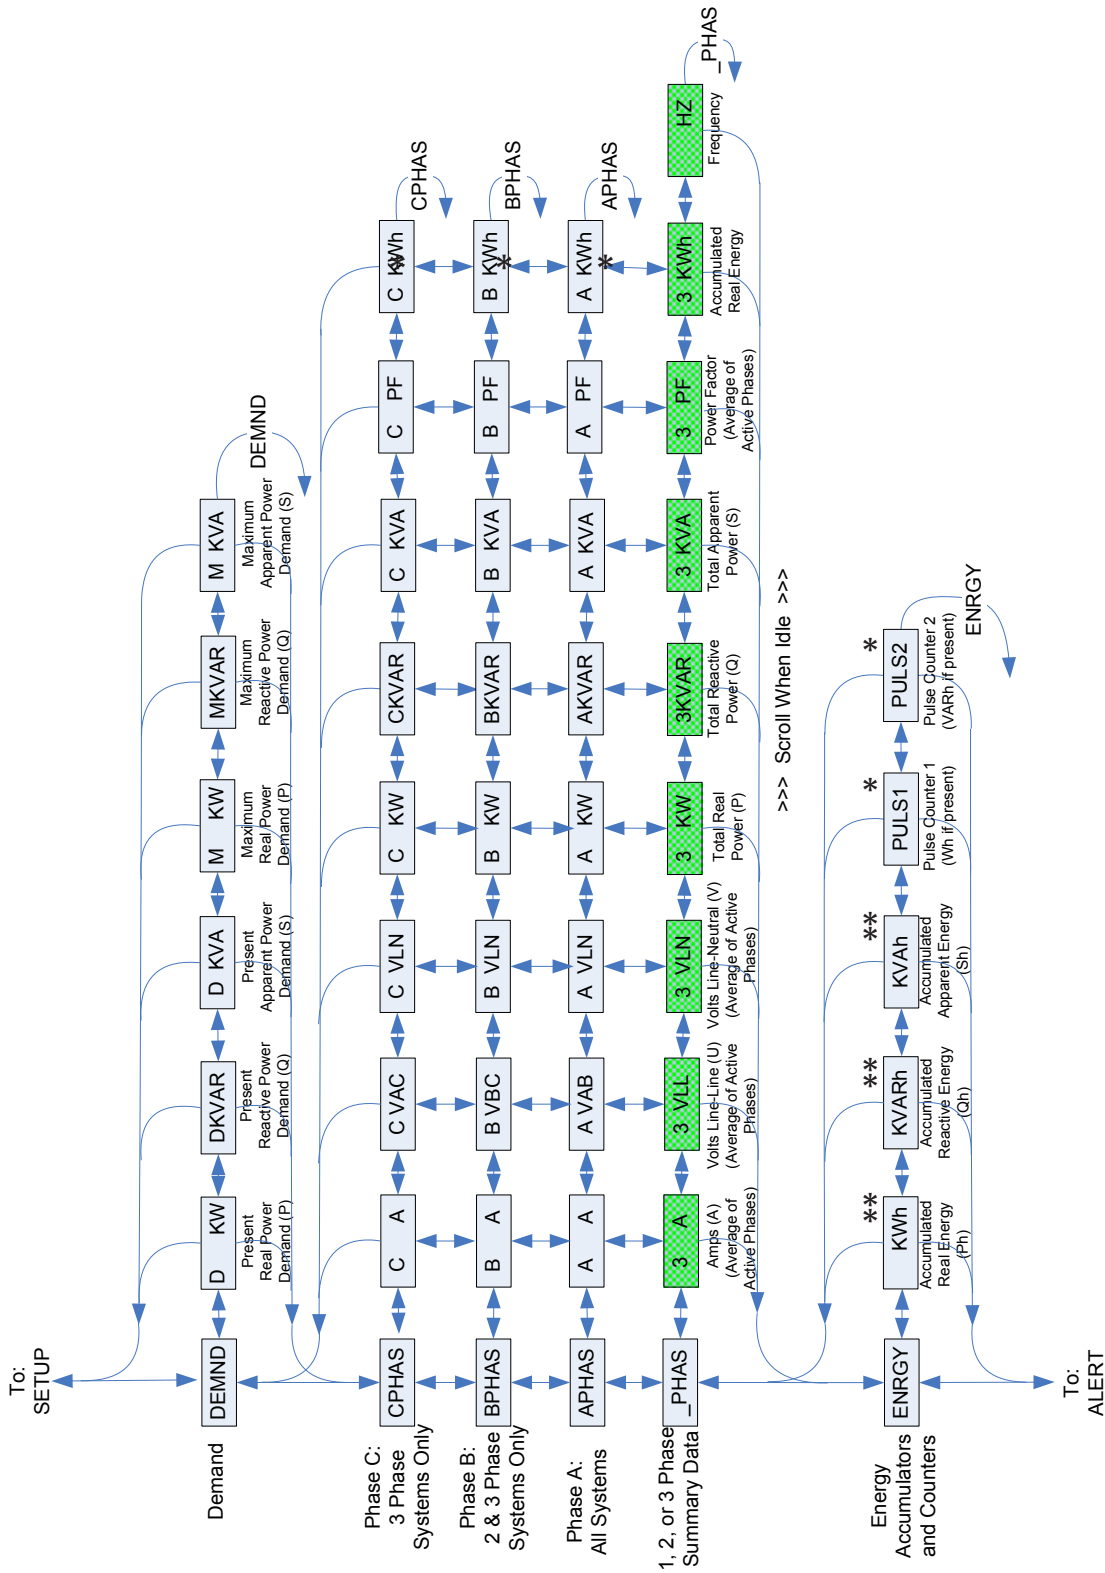 To:
SETUP
Demand
DEMND
D KW
Present
Real Power
Demand (P)
DKVAR
Present
Reactive Power
Demand (Q)
D KVA
Present
Apparent Power
Demand (S)
M KW
Maximum
Real Power
Demand (P)
MKVAR
Maximum
Reactive Power
Demand (Q)
M KVA
Maximum
Apparent Power
Demand (S)
DEMND
Phase C:
3 Phase
Systems Only
CPHAS
C A
C VAC
C VLN
C KW
CKVAR
C KVA
C PF
C KWh
*
CPHAS
Phase B:
2 & 3 Phase
Systems Only
BPHAS
B A
B VBC
B VLN
B KW
BKVAR
B KVA
B PF
B KWh
*
BPHAS
Phase A:
All Systems
APHAS
A A
A VAB
A VLN
A KW
AKVAR
A KVA
A PF
A KWh
*
APHAS
1, 2, or 3 Phase
Summary Data
_PHAS
3 A
Amps (A)
(Average of
Active Phases)
3 VLL
Volts Line-Line (U)
(Average of Active
Phases)
3 VLN
Volts Line-Neutral (V)
(Average of Active
Phases)
3 KW
Total Real
Power (P)
3KVAR
Total Reactive
Power (Q)
3 KVA
Total Apparent
Power (S)
3 PF
Power Factor
(Average of
Active Phases)
3 KWh
Accumulated
Real Energy
HZ
Frequency
_PHAS
>>> Scroll When Idle >>>
Energy
Accumulators
and Counters
ENRGY
**
KWh
Accumulated
Real Energy
(Ph)
**
KVARh
Accumulated
Reactive Energy
(Qh)
**
KVAh
Accumulated
Apparent Energy
(Sh)
*
PULS1
Pulse Counter 1
(Wh if present)
*
PULS2
Pulse Counter 2
(VARh if present)
ENRGY
To:
ALERT